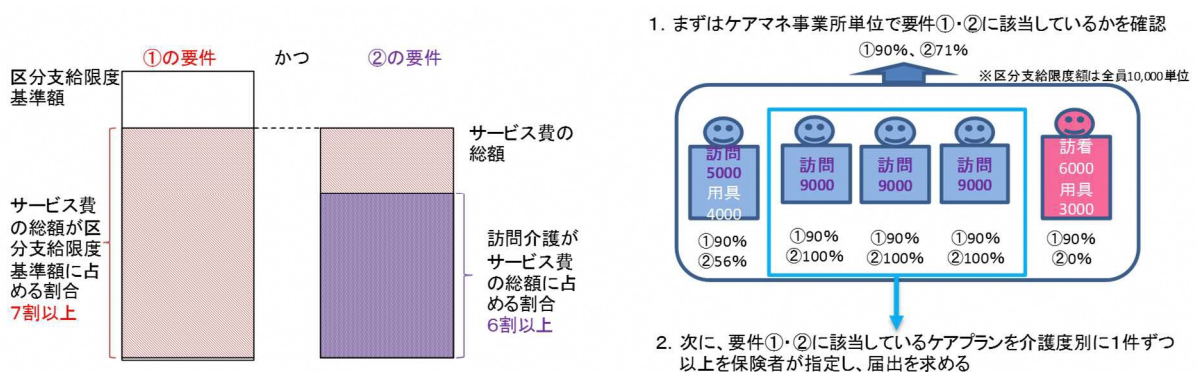 ①の要件
かつ
②の要件
区分支給限度
基準額
サービス費
の総額が区
分支給限度
基準額に占
める割合
7割以上
サービス費の
総額
訪問介護が
サービス費
の総額に占
める割合
6割以上
1. まずはケアマネ事業所単位で要件①・②に該当しているかを確認
①90%、②71%
※区分支給限度額は全員10,000単位
訪問
5000
用具
4000
①90%
②56%
訪問
9000
①90%
②100%
訪問
9000
①90%
②100%
訪問
9000
①90%
②100%
訪看
6000
用具
3000
①90%
②0%
2. 次に、要件①・②に該当しているケアプランを介護度別に1件ずつ
以上を保険者が指定し、届出を求める